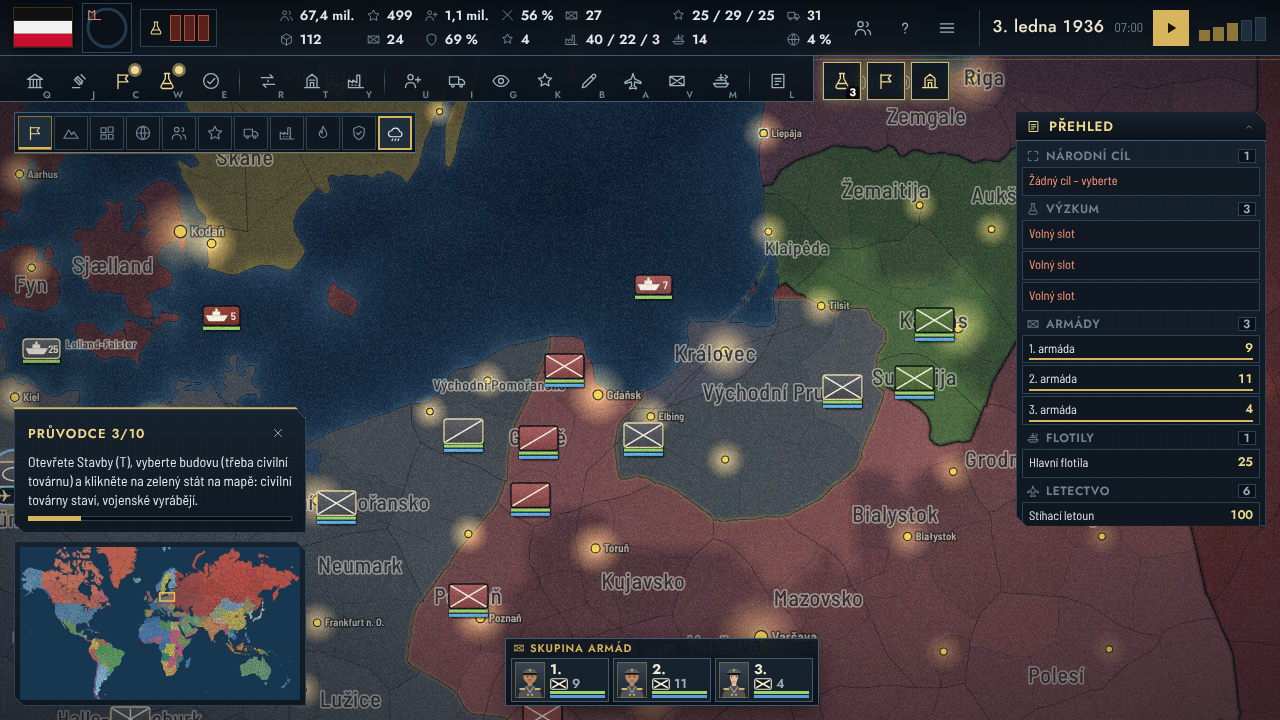 67,4 mil.
499
1,1 mil.
56 %
27
25 / 29 / 25
31
112
24
69 %
4
40 / 22 / 3
14
4 %
?
3. ledna 1936
07:00
Q
J
C
W
E
R
T
Y
U
I
G
K
B
A
V
M
L
3
Riga
Zemgale
Liepāja
Skåne
Aarhus
Žemaitija
Kodaň
Klaipėda
Sjælland
Fyn
7
Tilsit
5
25
Lolland-Falster
Královec
Východní Pomořansko
Kiel
Gdaňsk
Elbing
Grodn
Bialystok
Białystok
Neumark
Toruň
Kujavsko
Mazovsko
Poznaň
Frankfurt n. O.
Varšava
Polesí
Lužice
PŘEHLED
NÁRODNÍ CÍL
1
Žádný cíl – vyberte
VÝZKUM
3
Volný slot
Volný slot
Volný slot
ARMÁDY
3
1. armáda
9
2. armáda
11
3. armáda
4
FLOTILY
1
Hlavní flotila
25
LETECTVO
6
Stíhací letoun
100
PRŮVODCE 3/10
Otevřete Stavby (T), vyberte budovu (třeba civilní
továrnu) a klikněte na zelený stát na mapě: civilní
továrny staví, vojenské vyrábějí.
SKUPINA ARMÁD
1.
9
2.
11
3.
4